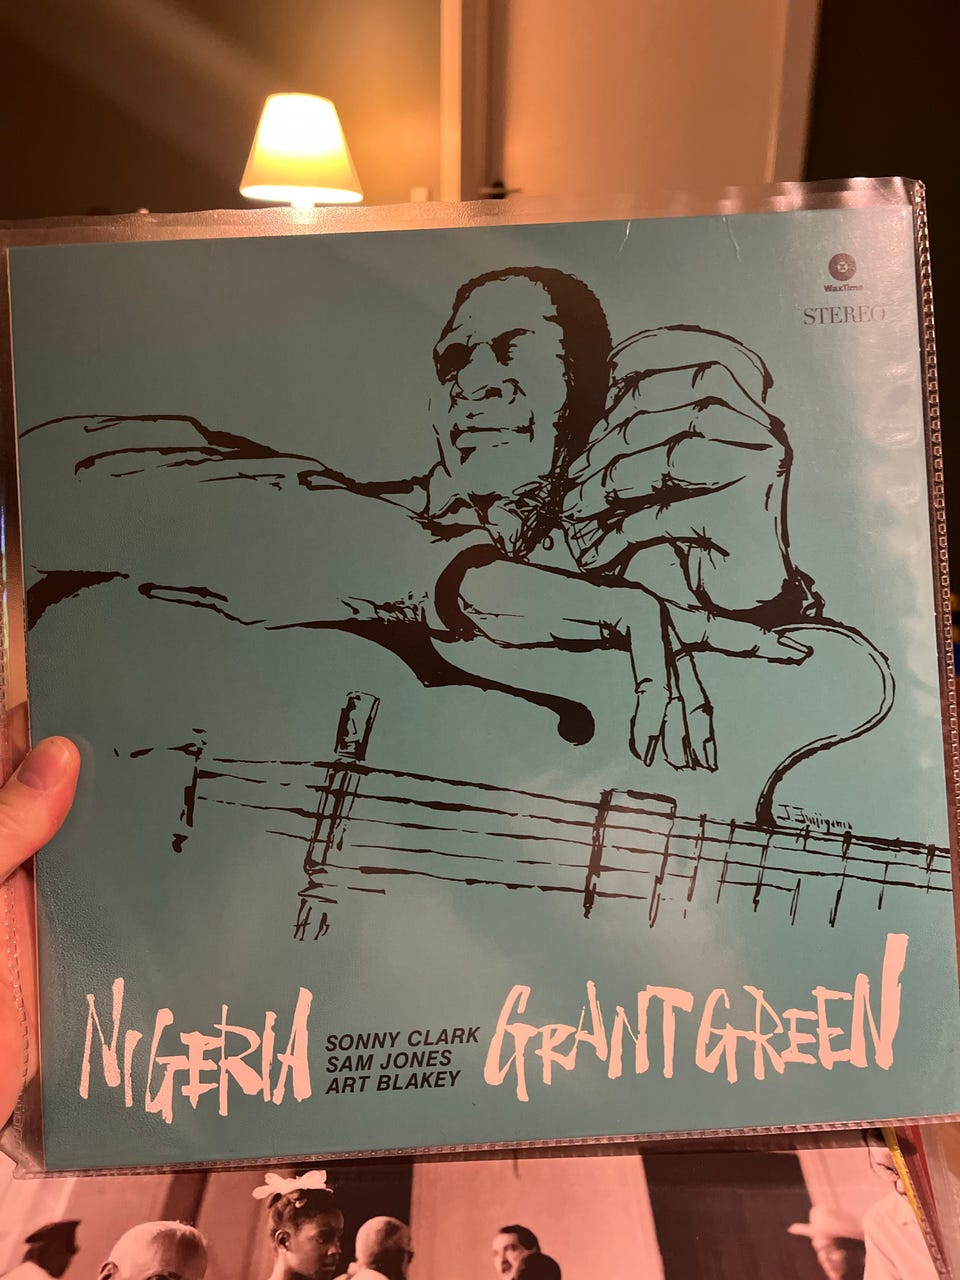 WaxTime
STEREO
NIGERIA
SONNY CLARK
SAM JONES
ART BLAKEY
GRANT GREEN